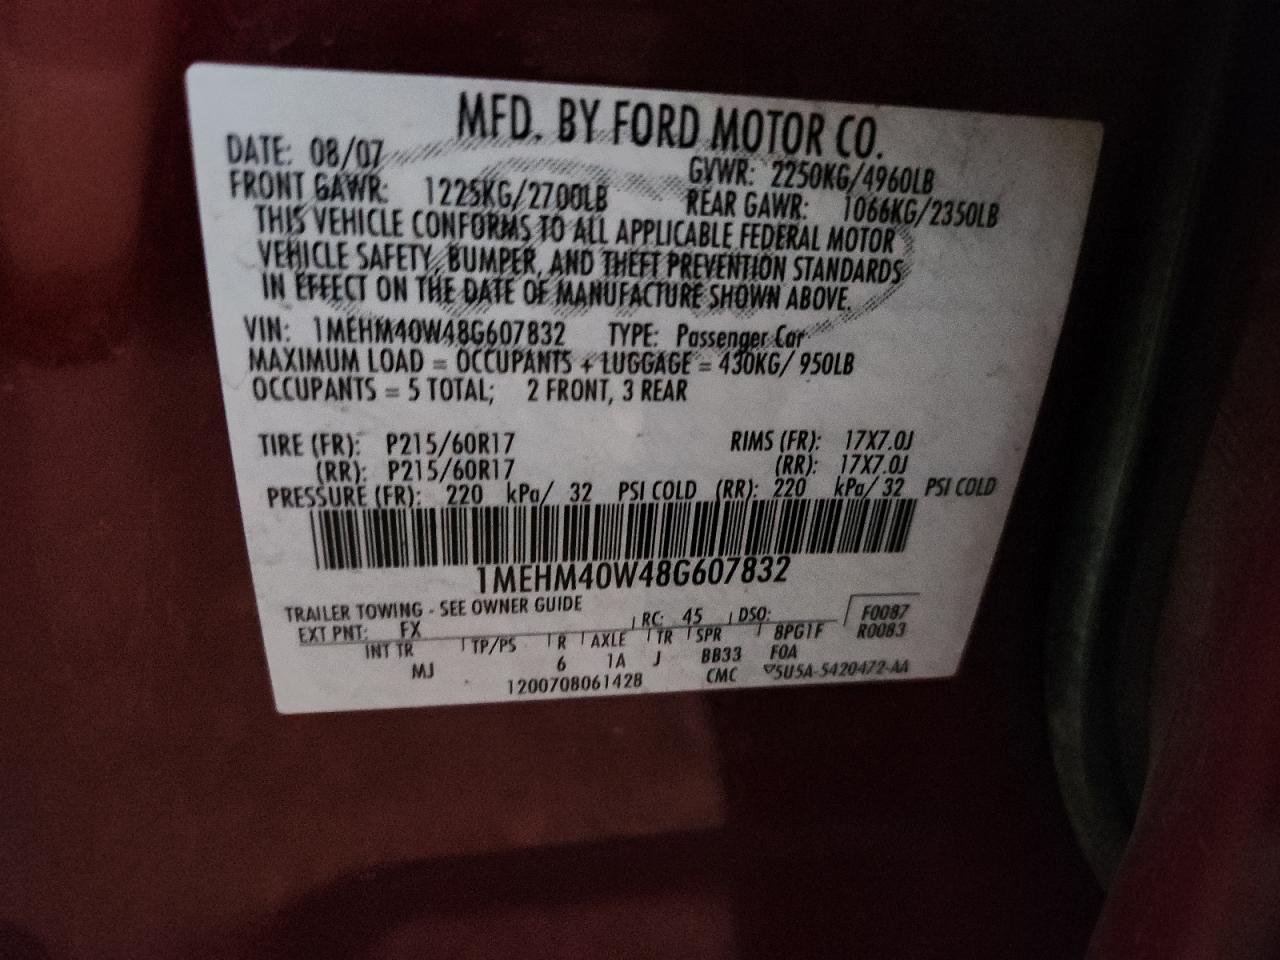 MFD. BY FORD MOTOR CO.
DATE: 08/07 GVWR: 2250KG/4960LB
FRONT GAWR: 1225KG/2700LB REAR GAWR: 1066KG/2350LB
THIS VEHICLE CONFORMS TO ALL APPLICABLE FEDERAL MOTOR
VEHICLE SAFETY, BUMPER, AND THEFT PREVENTION STANDARDS
IN EFFECT ON THE DATE OF MANUFACTURE SHOWN ABOVE.
VIN: 1MEHM40W48G607832 TYPE: Passenger Car
MAXIMUM LOAD = OCCUPANTS + LUGGAGE = 430KG/ 950LB
OCCUPANTS = 5 TOTAL; 2 FRONT, 3 REAR
TIRE (FR): P215/60R17 RIMS (FR): 17X7.0J
(RR): P215/60R17 (RR): 17X7.0J
PRESSURE (FR): 220 kPa/ 32 PSI COLD (RR): 220 kPa/ 32 PSI COLD
1MEHM40W48G607832
TRAILER TOWING - SEE OWNER GUIDE
EXT PNT: FX RC: 45 DSO: F0087
INT TR TP/PS R AXLE TR SPR 8PG1F R0083
MJ 6 1A J BB33 FOA
1200708061428 CMC 5U5A-5420472-AA